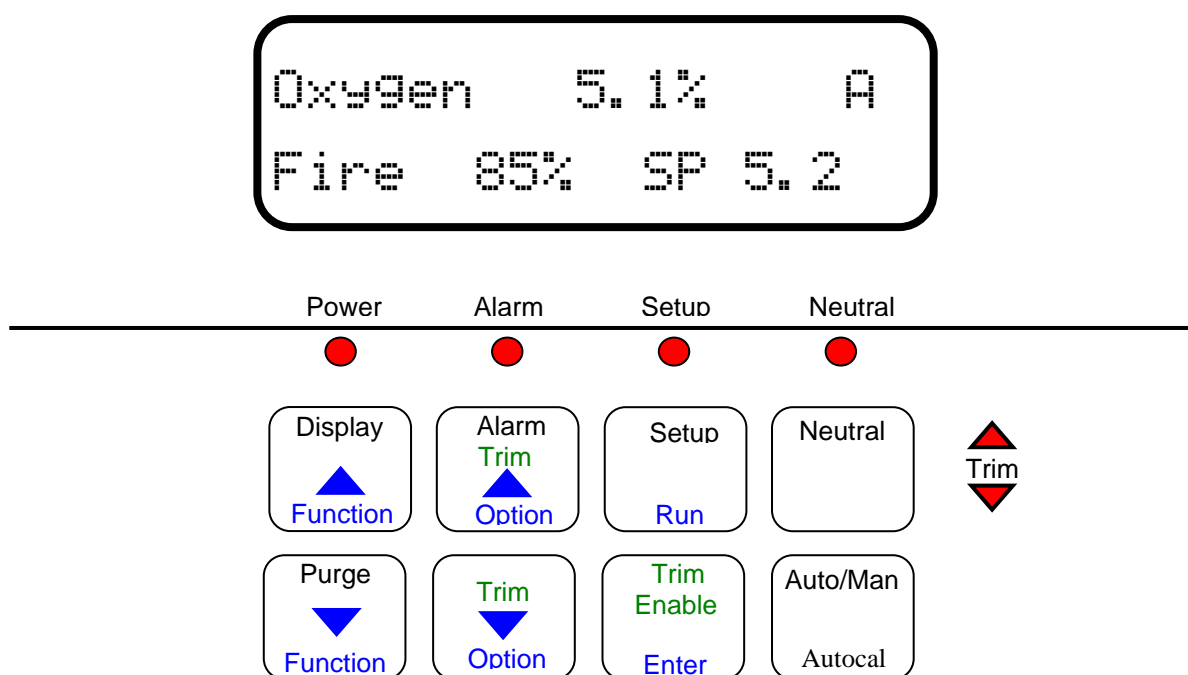 Oxygen 5.1% A
Fire 85% SP 5.2
Power Alarm Setup Neutral
Display Alarm Setup Neutral
Trim
Trim
Function Option Run
Purge Trim Trim Auto/Man
Enable
Function Option Enter Autocal